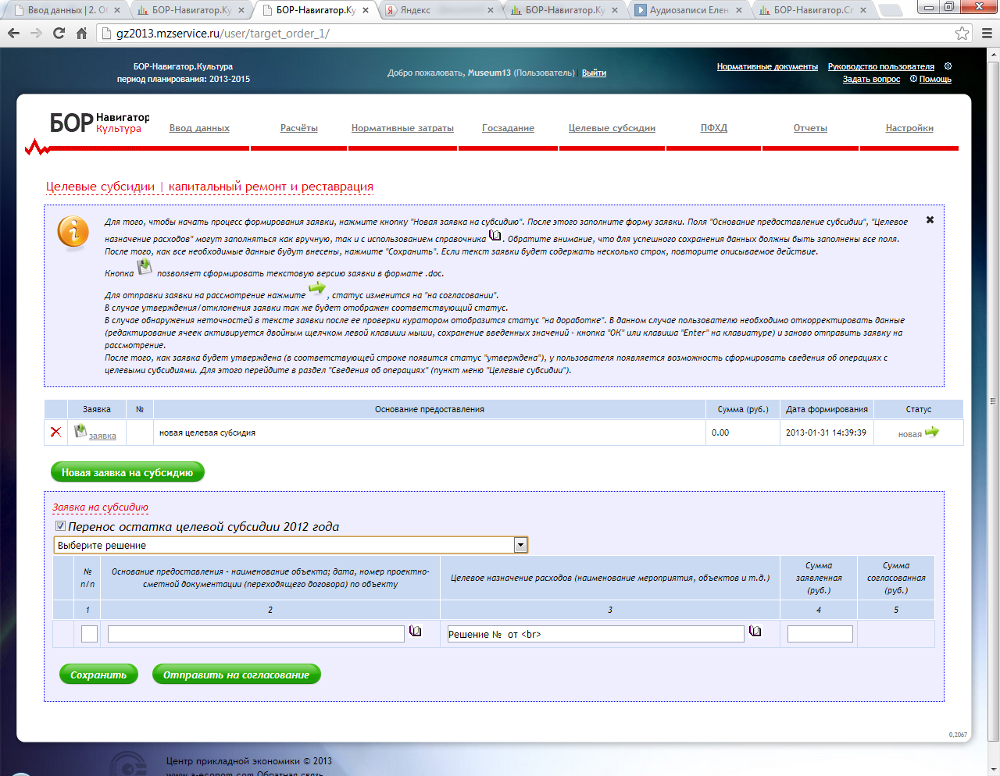 Ввод данных | 2. Об
БОР-Навигатор.Ку
БОР-Навигатор.Ку
Яндекс
БОР-Навигатор.Ку
Аудиозаписи Елен
БОР-Навигатор.Сг
gz2013.mzservice.ru/user/target_order_1/
БОР-Навигатор.Культура
период планирования: 2013-2015
Добро пожаловать, Museum13 (Пользователь) | Выйти
Нормативные документы Руководство пользователя
Задать вопрос Помощь
БОР Навигатор
Культура
Ввод данных Расчёты Нормативные затраты Госзадание Целевые субсидии ПФХД Отчеты Настройки
Целевые субсидии | капитальный ремонт и реставрация
Для того, чтобы начать процесс формирования заявки, нажмите кнопку "Новая заявка на субсидию". После этого заполните форму заявки. Поля "Основание предоставление субсидии", "Целевое
назначение расходов" могут заполняться как вручную, так и с использованием справочника . Обратите внимание, что для успешного сохранения данных должны быть заполнены все поля.
После того, как все необходимые данные будут внесены, нажмите "Сохранить". Если текст заявки будет содержать несколько строк, повторите описываемое действие.
Кнопка позволяет сформировать текстовую версию заявки в формате .doc.
Для отправки заявки на рассмотрение нажмите , статус изменится на "на согласовании".
В случае утверждения/отклонения заявки так же будет отображен соответствующий статус.
В случае обнаружения неточностей в тексте заявки после ее проверки куратором отобразится статус "на доработке". В данном случае пользователю необходимо откорректировать данные
(редактирование ячеек активируется двойным щелчком левой клавиши мыши, сохранение введенных значений - кнопка "ОК" или клавиша "Enter" на клавиатуре) и заново отправить заявку на
рассмотрение.
После того, как заявка будет утверждена (в соответствующей строке появится статус "утверждена"), у пользователя появляется возможность сформировать сведения об операциях с
целевыми субсидиями. Для этого перейдите в раздел "Сведения об операциях" (пункт меню "Целевые субсидии").
Заявка № Основание предоставления Сумма (руб.) Дата формирования Статус
заявка новая целевая субсидия 0.00 2013-01-31 14:39:39 новая
Новая заявка на субсидию
Заявка на субсидию
Перенос остатка целевой субсидии 2012 года
Выберите решение
№ п/п
Основание предоставления - наименование объекта; дата, номер проектно-
сметной документации (переходящего договора) по объекту
Целевое назначение расходов (наименование мероприятия, объектов и т.д.)
Сумма
заявленная
(руб.)
Сумма
согласованная
(руб.)
1 2 3 4 5
Решение №  от <br>
Сохранить Отправить на согласование
0,2067
Центр прикладной экономики © 2013
www.a-econom.com Обратная связь